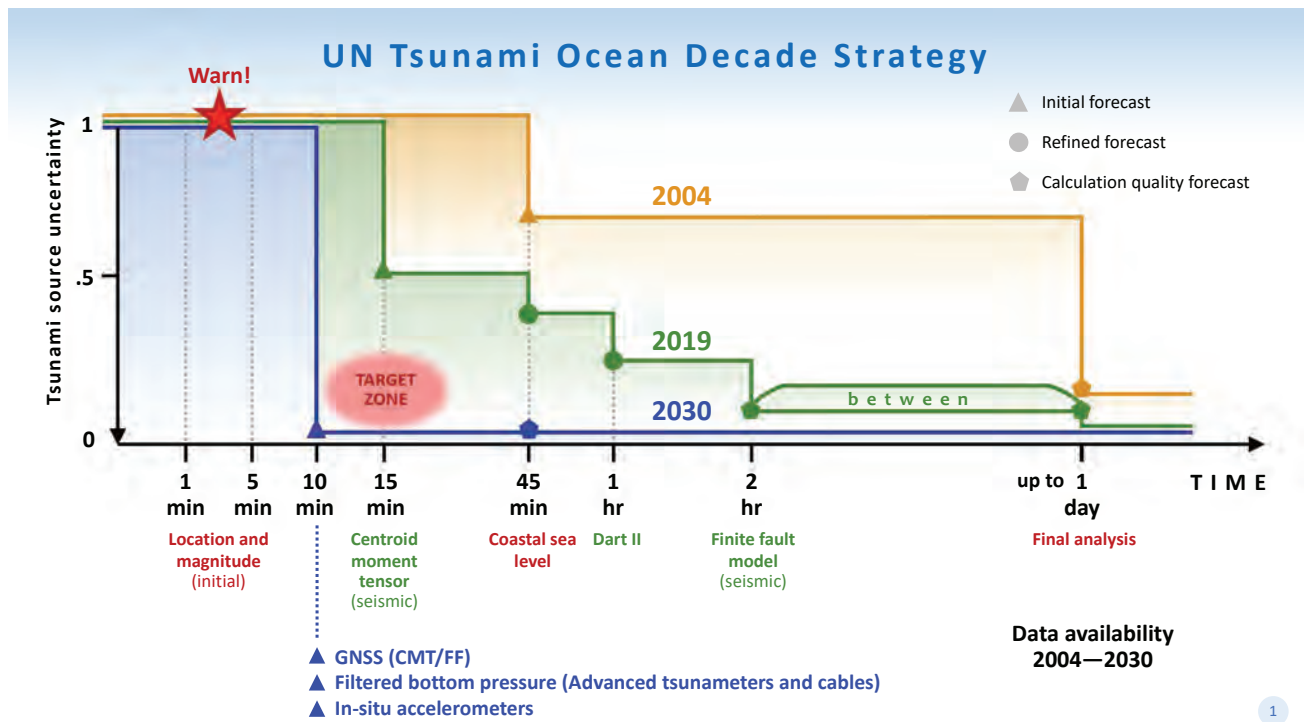 UN Tsunami Ocean Decade Strategy
Warn!
Initial forecast
Refined forecast
Calculation quality forecast
Tsunami source uncertainty
1
.5
0
2004
2019
2030
TARGET
ZONE
between
1
min
5
min
10
min
15
min
45
min
1
hr
2
hr
up to 1
day
TIME
Location and
magnitude
(initial)
Centroid
moment
tensor
(seismic)
Coastal sea
level
Dart II
Finite fault
model
(seismic)
Final analysis
GNSS (CMT/FF)
Filtered bottom pressure (Advanced tsunameters and cables)
In-situ accelerometers
Data availability
2004—2030
1